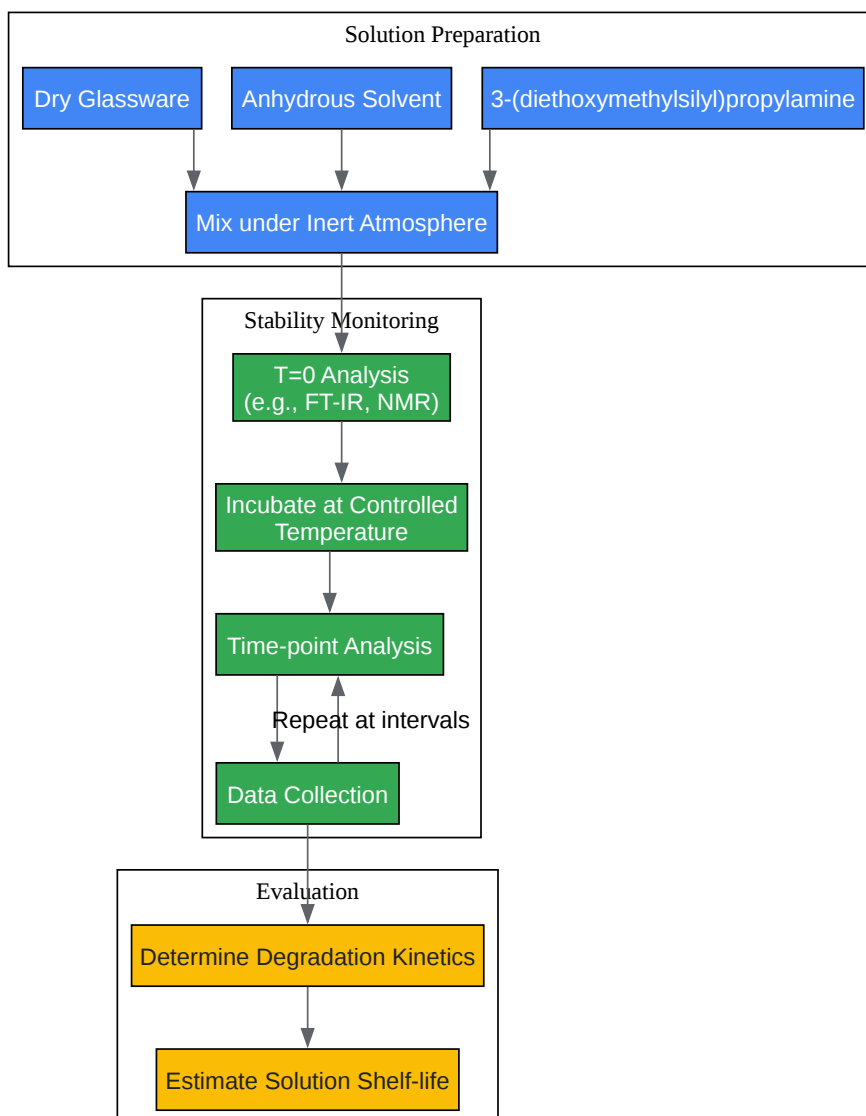 Solution Preparation
Dry Glassware
Anhydrous Solvent
3-(diethoxymethylsilyl)propylamine
Mix under Inert Atmosphere
Stability Monitoring
T=0 Analysis
(e.g., FT-IR, NMR)
Incubate at Controlled
Temperature
Time-point Analysis
Repeat at intervals
Data Collection
Evaluation
Determine Degradation Kinetics
Estimate Solution Shelf-life